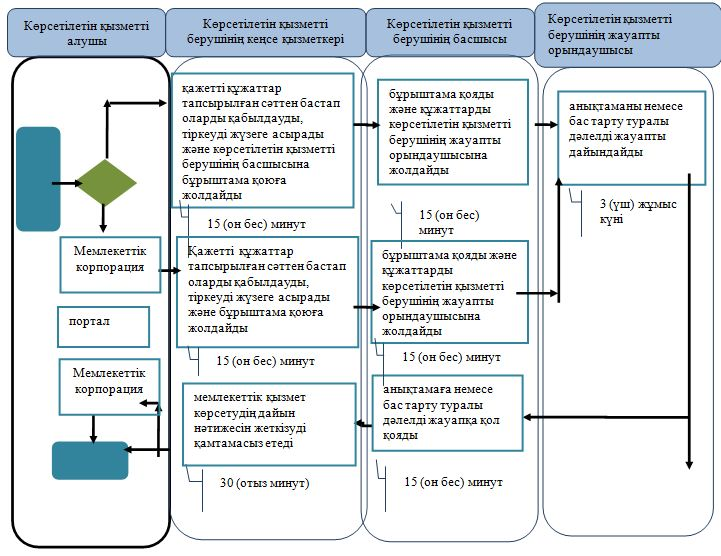 Көрсетілетін қызметті
алушы
Көрсетілетін қызметті
берушінің кеңсе қызметкері
Көрсетілетін қызметті
берушінің басшысы
Көрсетілетін қызметті
берушінің жауапты
орындаушысы
қажетті құжаттар
тапсырылған сәттен бастап
оларды қабылдауды,
тіркеуді жүзеге асырады
және көрсетілетін қызметті
берушінің басшысына
бұрыштама қоюға
жолдайды
15 (он бес) минут
бұрыштама қояды
және құжаттарды
көрсетілетін қызметті
берушінің жауапты
орындаушысына
жолдайды
15 (он бес)
минут
анықтаманы немесе
бас тарту туралы
дәлелді жауапты
дайындайды
3 (үш) жұмыс
күні
Мемлекеттік
корпорация
Қажетті құжаттар
тапсырылған сәттен бастап
оларды қабылдауды,
тіркеуді жүзеге асырады
және бұрыштама қоюға
жолдайды
15 (он бес) минут
бұрыштама қояды және
құжаттарды
көрсетілетін қызметті
берушінің жауапты
орындаушысына
жолдайды
15 (он бес) минут
портал
Мемлекеттік
корпорация
мемлекеттік қызмет
көрсетудің дайын
нәтижесін жеткізуді
қамтамасыз етеді
30 (отыз минут)
анықтамаға немесе
бас тарту туралы
дәлелді жауапқа қол
қояды
15 (он бес) минут